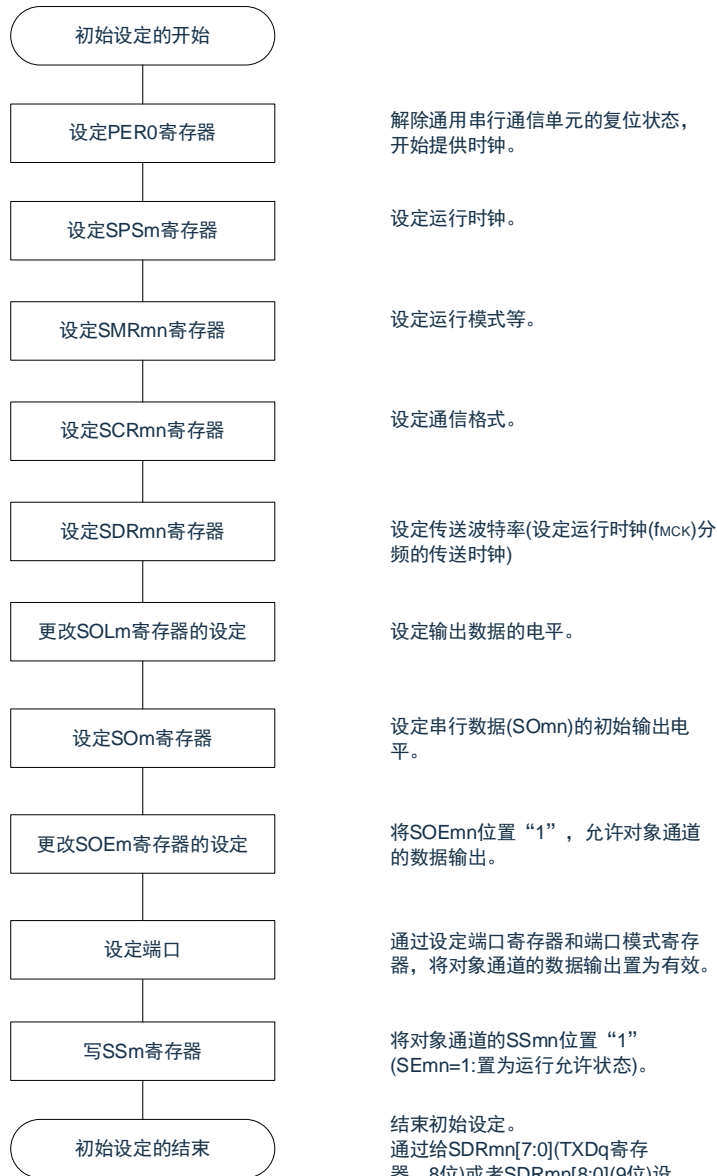 初始设定的开始
设定PER0寄存器
解除通用串行通信单元的复位状态，
开始提供时钟。
设定SPSm寄存器
设定运行时钟。
设定SMRmn寄存器
设定运行模式等。
设定SCRmn寄存器
设定通信格式。
设定SDRmn寄存器
设定传送波特率(设定运行时钟(fMCK)分
频的传送时钟)
更改SOLm寄存器的设定
设定输出数据的电平。
设定SOm寄存器
设定串行数据(SOmn)的初始输出电
平。
更改SOEm寄存器的设定
将SOEmn位置“1”，允许对象通道
的数据输出。
设定端口
通过设定端口寄存器和端口模式寄存
器，将对象通道的数据输出置为有效。
写SSm寄存器
将对象通道的SSmn位置“1”
(SEmn=1:置为运行允许状态)。
初始设定的结束
结束初始设定。
通过给SDRmn[7:0](TXDq寄存
器，8位)或者SDRmn[8:0](9位)设